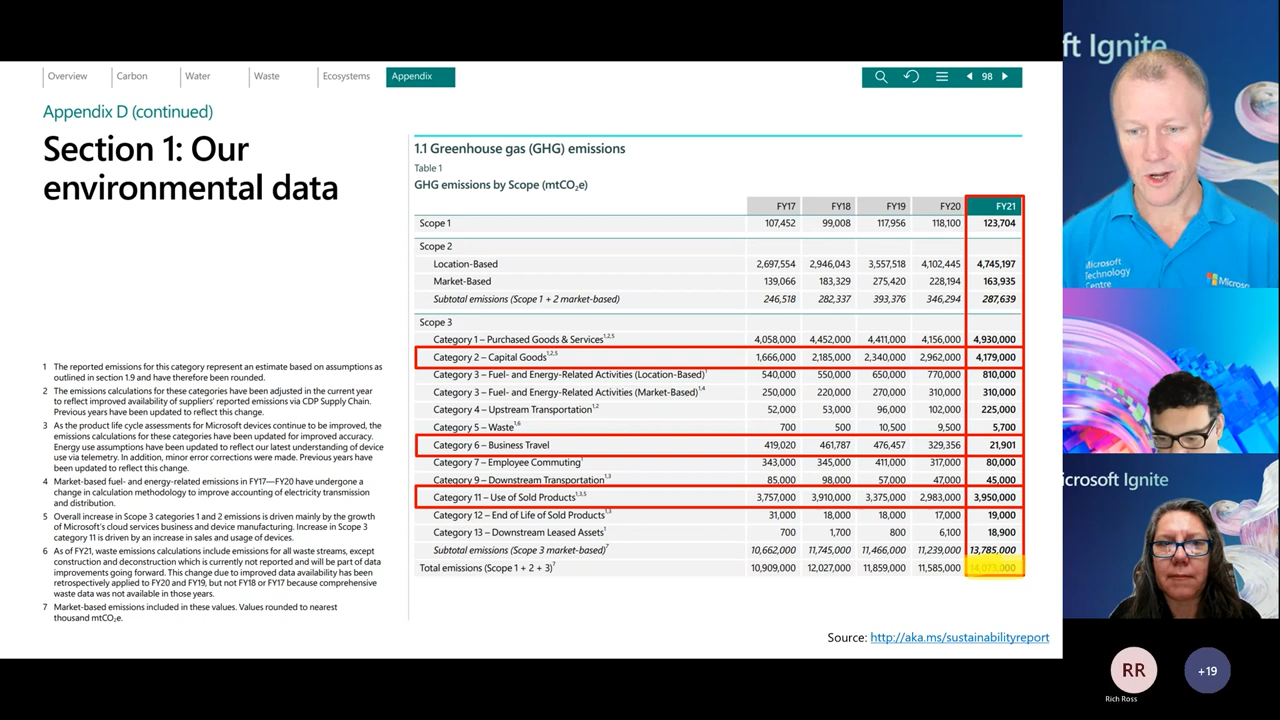 ft Ignite
Overview Carbon Water Waste Ecosystems Appendix 98
Appendix D (continued)
Section 1: Our
environmental data
1 The reported emissions for this category represent an estimate based on assumptions as
outlined in section 1.9 and have therefore been rounded.
2 The emissions calculations for these categories have been adjusted in the current year
to reflect improved availability of suppliers' reported emissions via CDP Supply Chain.
Previous years have been updated to reflect this change.
3 As the product life cycle assessments for Microsoft devices continue to be improved, the
emissions calculations for these categories have been updated for improved accuracy.
Energy use assumptions have been updated to reflect our latest understanding of device
use via telemetry. In addition, minor error corrections were made. Previous years have
been updated to reflect this change.
4 Market-based fuel- and energy-related emissions in FY17—FY20 have undergone a
change in calculation methodology to improve accounting of electricity transmission
and distribution.
5 Overall increase in Scope 3 categories 1 and 2 emissions is driven mainly by the growth
of Microsoft's cloud services business and device manufacturing. Increase in Scope 3
category 11 is driven by an increase in sales and usage of devices.
6 As of FY21, waste emissions calculations include emissions for all waste streams, except
construction and deconstruction which is currently not reported and will be part of data
improvements going forward. This change due to improved data availability has been
retrospectively applied to FY20 and FY19, but not FY18 or FY17 because comprehensive
waste data was not available in those years.
7 Market-based emissions included in these values. Values rounded to nearest
thousand mtCO₂e.
1.1 Greenhouse gas (GHG) emissions
Table 1
GHG emissions by Scope (mtCO₂e)
FY17 FY18 FY19 FY20 FY21
Scope 1 107,452 99,008 117,956 118,100 123,704
Scope 2
Location-Based 2,697,554 2,946,043 3,557,518 4,102,445 4,745,197
Market-Based 139,066 183,329 275,420 228,194 163,935
Subtotal emissions (Scope 1 + 2 market-based) 246,518 282,337 393,376 346,294 287,639
Scope 3
Category 1 – Purchased Goods & Services1,2,5 4,058,000 4,452,000 4,411,000 4,156,000 4,930,000
Category 2 – Capital Goods1,2,5 1,666,000 2,185,000 2,340,000 2,962,000 4,179,000
Category 3 – Fuel- and Energy-Related Activities (Location-Based)1 540,000 550,000 650,000 770,000 810,000
Category 3 – Fuel- and Energy-Related Activities (Market-Based)1,4 250,000 220,000 270,000 310,000 310,000
Category 4 – Upstream Transportation1,2 52,000 53,000 96,000 102,000 225,000
Category 5 – Waste1,6 700 500 10,500 9,500 5,700
Category 6 – Business Travel 419,020 461,787 476,457 329,356 21,901
Category 7 – Employee Commuting1 343,000 345,000 411,000 317,000 80,000
Category 9 – Downstream Transportation1,3 85,000 98,000 57,000 47,000 45,000
Category 11 – Use of Sold Products1,3,5 3,757,000 3,910,000 3,375,000 2,983,000 3,950,000
Category 12 – End of Life of Sold Products1,3 31,000 18,000 18,000 17,000 19,000
Category 13 – Downstream Leased Assets1 700 1,700 800 6,100 18,900
Subtotal emissions (Scope 3 market-based)7 10,662,000 11,745,000 11,466,000 11,239,000 13,785,000
Total emissions (Scope 1 + 2 + 3)7 10,909,000 12,027,000 11,859,000 11,585,000 14,073,000
Source: http://aka.ms/sustainabilityreport
Microsoft
Technology
Centre
Micros
crosoft Ignite
RR
Rich Ross
+19